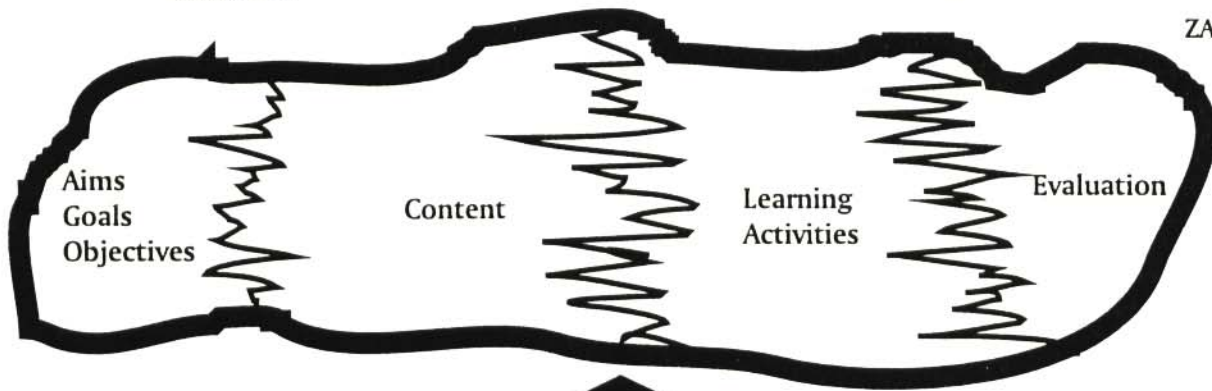 ZA
Aims
Goals
Objectives
Content
Learning
Activities
Evaluation